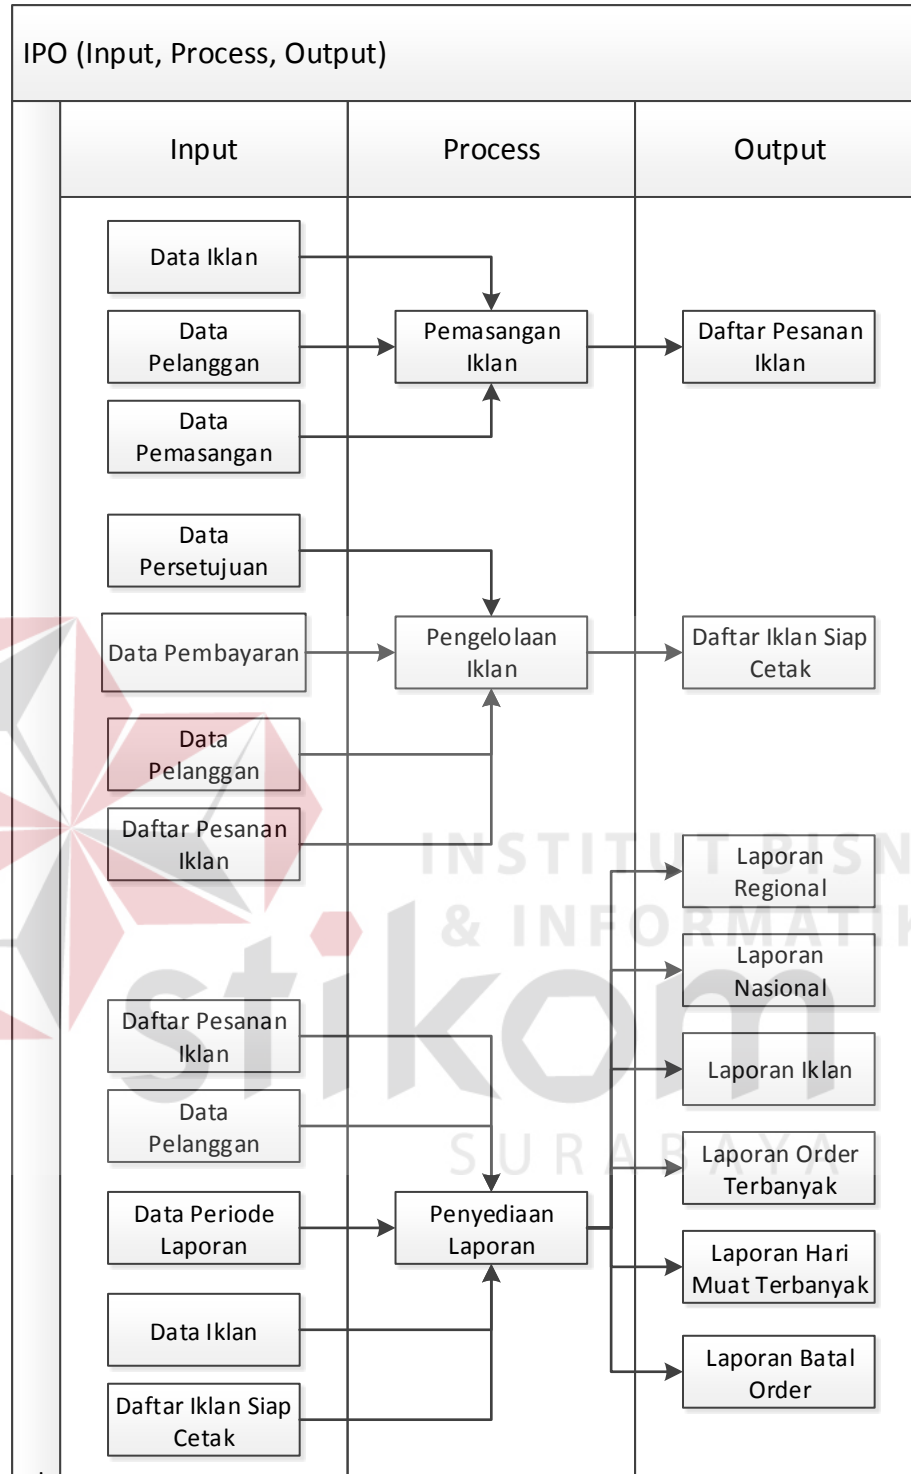 IPO (Input, Process, Output)
Input
Process
Output
Data Iklan
Data
Pelanggan
Data
Pemasangan
Pemasangan
Iklan
Daftar Pesanan
Iklan
Data
Persetujuan
Data Pembayaran
Data
Pelanggan
Daftar Pesanan
Iklan
Pengelolaan
Iklan
Daftar Iklan Siap
Cetak
Daftar Pesanan
Iklan
Data
Pelanggan
Data Periode
Laporan
Data Iklan
Daftar Iklan Siap
Cetak
Penyediaan
Laporan
Laporan
Regional
Laporan
Nasional
Laporan Iklan
Laporan Order
Terbanyak
Laporan Hari
Muat Terbanyak
Laporan Batal
Order
INSTITUT BISN
& INFORMATIK
stikom
SURABAYA